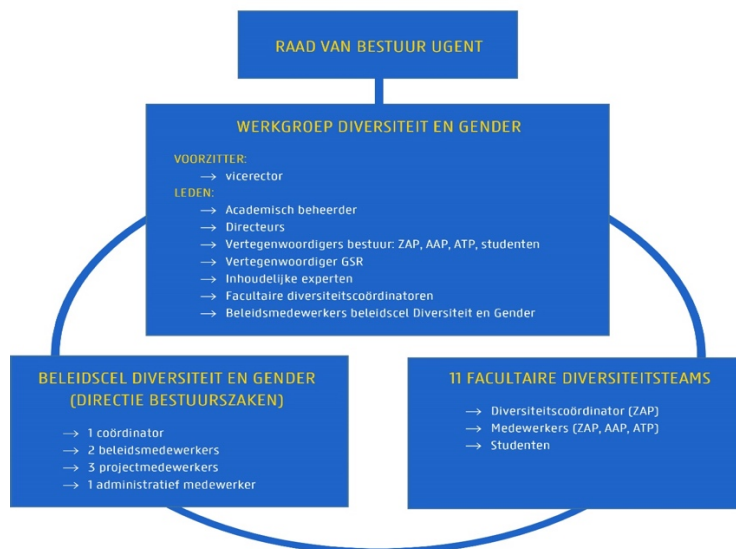 RAAD VAN BESTUUR UGENT
WERKGROEP DIVERSITEIT EN GENDER
VOORZITTER:
→ vicerector
LEDEN:
→ Academisch beheerder
→ Directeurs
→ Vertegenwoordigers bestuur: ZAP, AAP, ATP, studenten
→ Vertegenwoordiger GSR
→ Inhoudelijke experten
→ Facultaire diversiteitscoördinatoren
→ Beleidsmedewerkers beleidscel Diversiteit en Gender
BELEIDSCEL DIVERSITEIT EN GENDER
(DIRECTIE BESTUURSZAKEN)
→ 1 coördinator
→ 2 beleidsmedewerkers
→ 3 projectmedewerkers
→ 1 administratief medewerker
11 FACULTAIRE DIVERSITEITSTEAMS
→ Diversiteitscoördinator (ZAP)
→ Medewerkers (ZAP, AAP, ATP)
→ Studenten